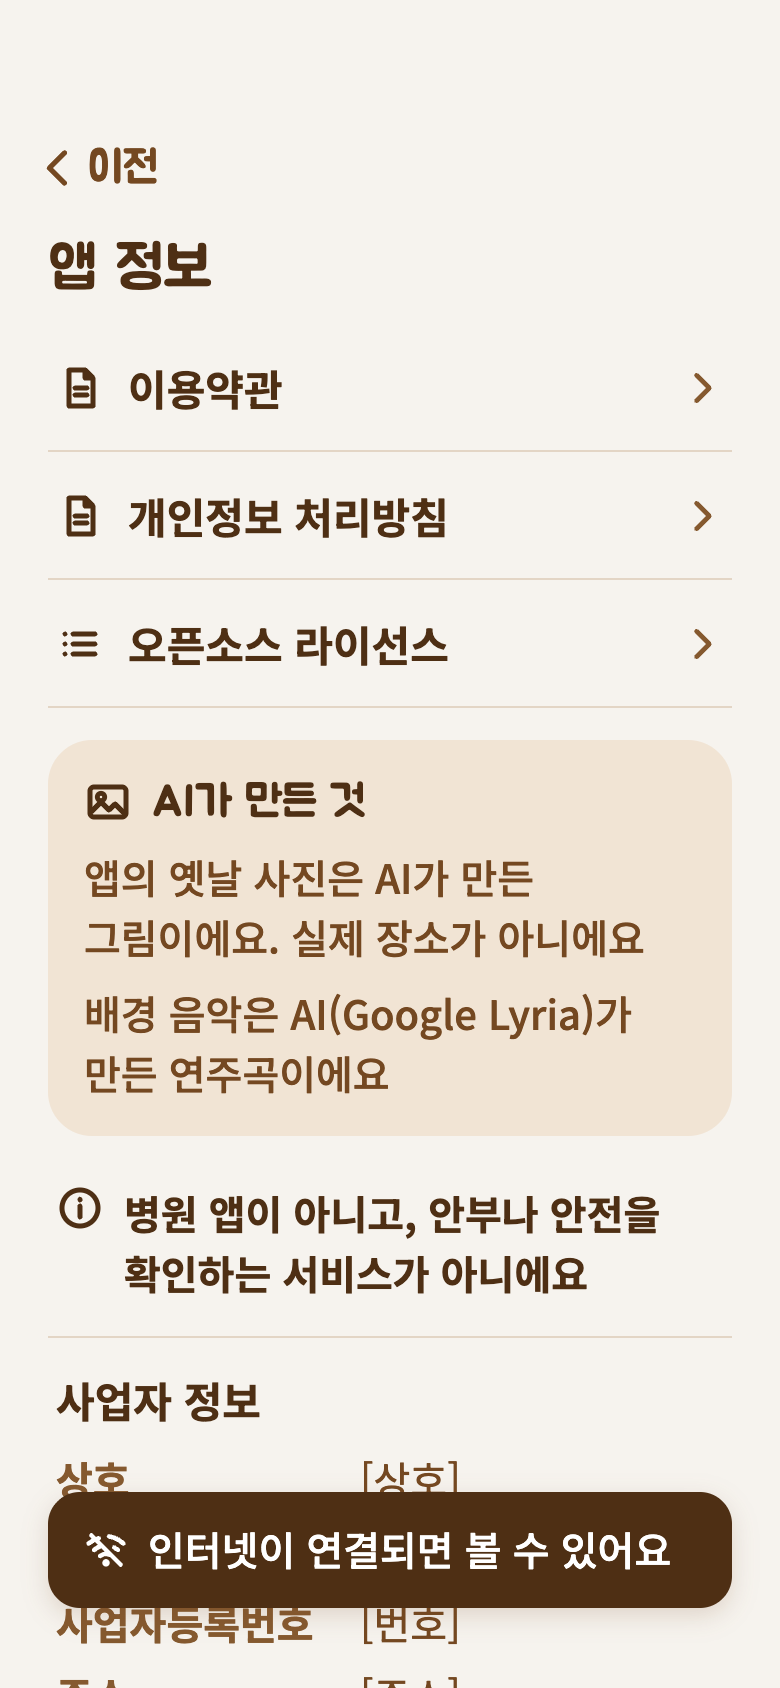 이전
앱 정보
이용약관
개인정보 처리방침
오픈소스 라이선스
AI가 만든 것
앱의 옛날 사진은 AI가 만든
그림이에요. 실제 장소가 아니에요
배경 음악은 AI(Google Lyria)가
만든 연주곡이에요
병원 앱이 아니고, 안부나 안전을
확인하는 서비스가 아니에요
사업자 정보
상호 [상호]
인터넷이 연결되면 볼 수 있어요
사업자등록번호 [번호]